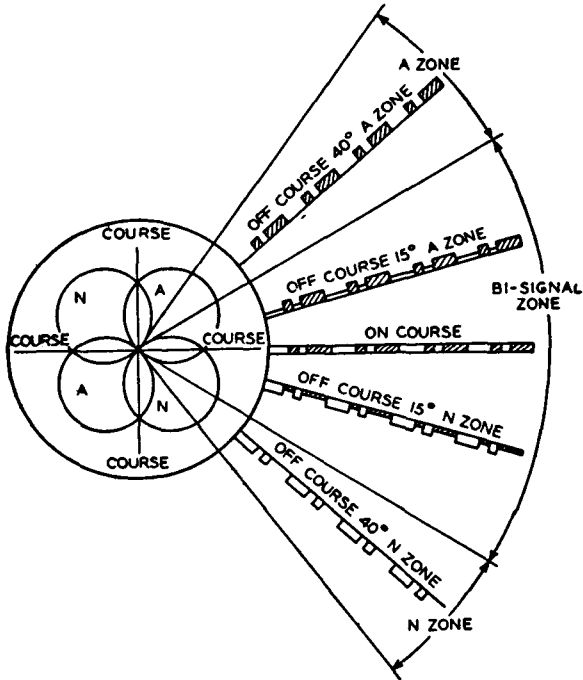 A ZONE
OFF COURSE 40° A ZONE
COURSE
N
A
OFF COURSE 15° A ZONE
BI-SIGNAL
ZONE
COURSE
COURSE
ON COURSE
A
N
OFF COURSE 15° N ZONE
COURSE
OFF COURSE 40° N ZONE
N ZONE